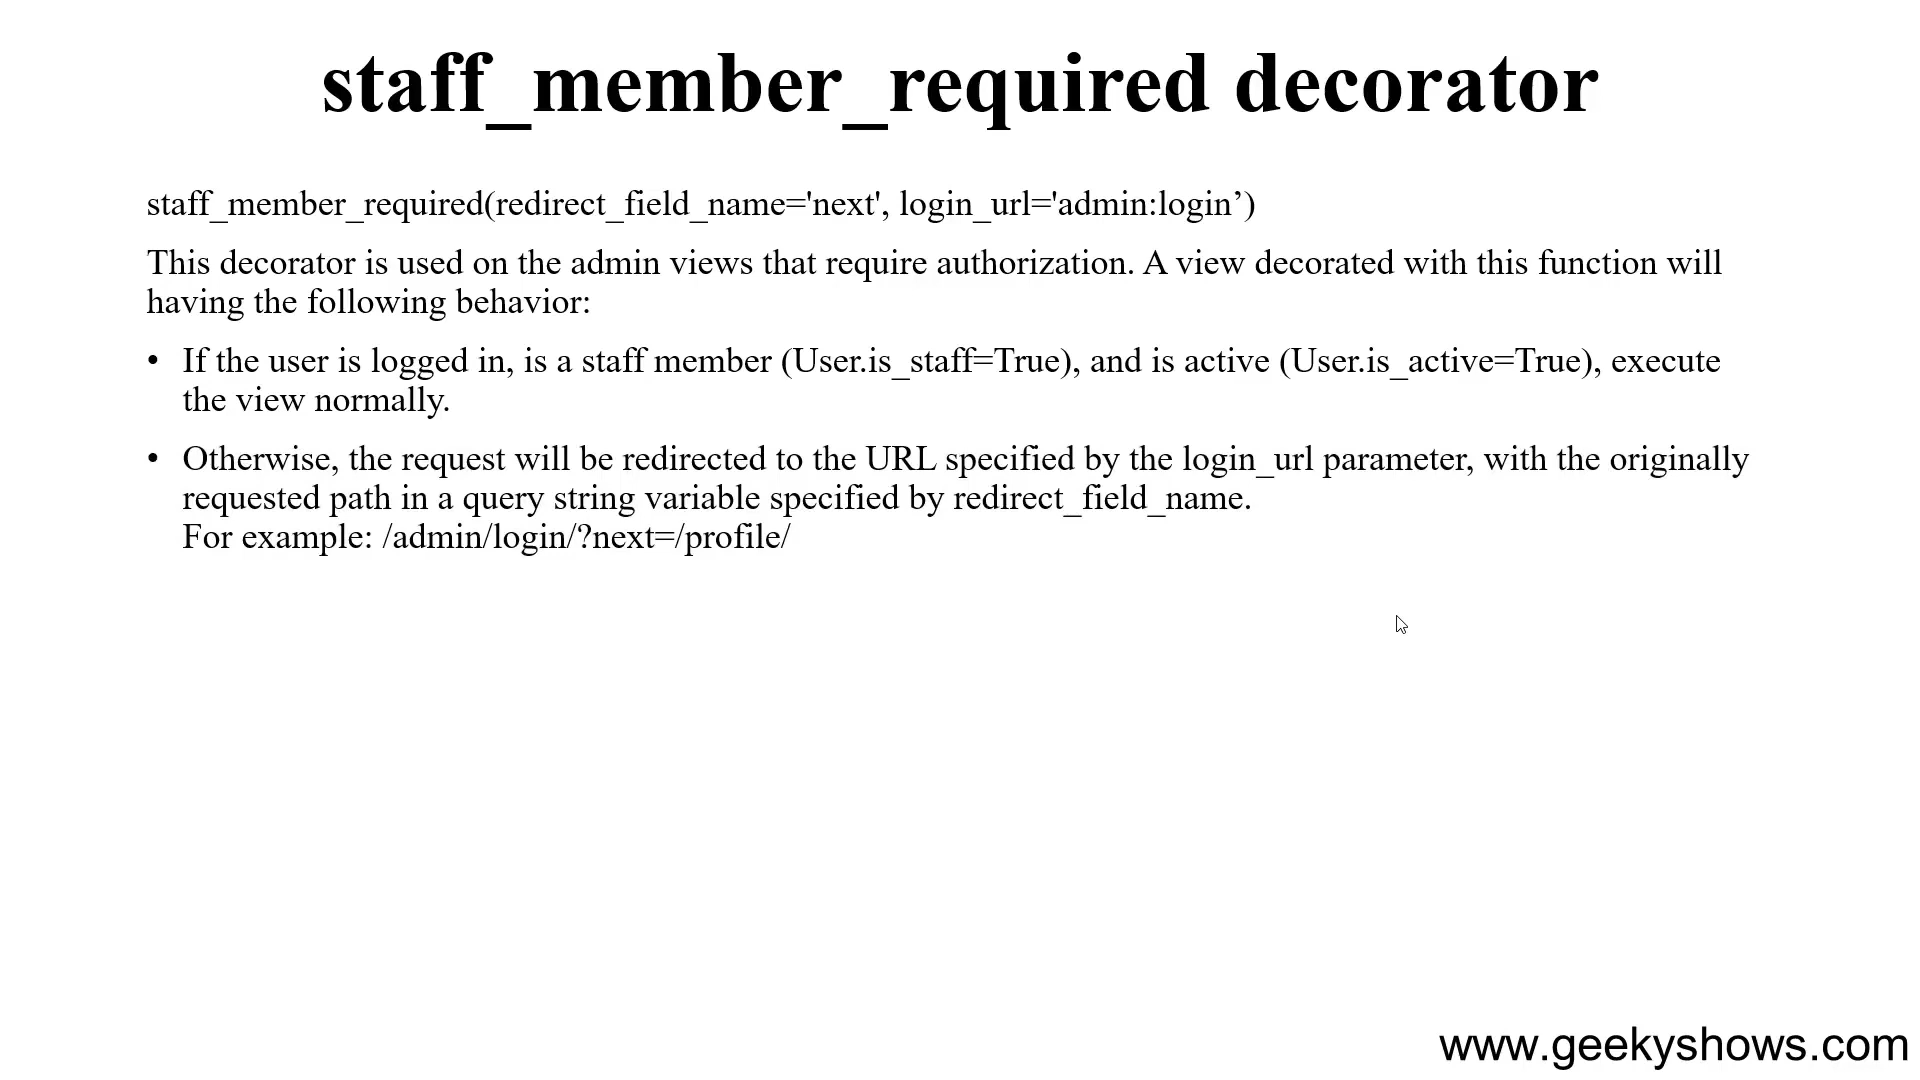 staff_member_required decorator
staff_member_required(redirect_field_name='next', login_url='admin:login’)
This decorator is used on the admin views that require authorization. A view decorated with this function will
having the following behavior:
• If the user is logged in, is a staff member (User.is_staff=True), and is active (User.is_active=True), execute
the view normally.
• Otherwise, the request will be redirected to the URL specified by the login_url parameter, with the originally
requested path in a query string variable specified by redirect_field_name.
For example: /admin/login/?next=/profile/
www.geekyshows.com